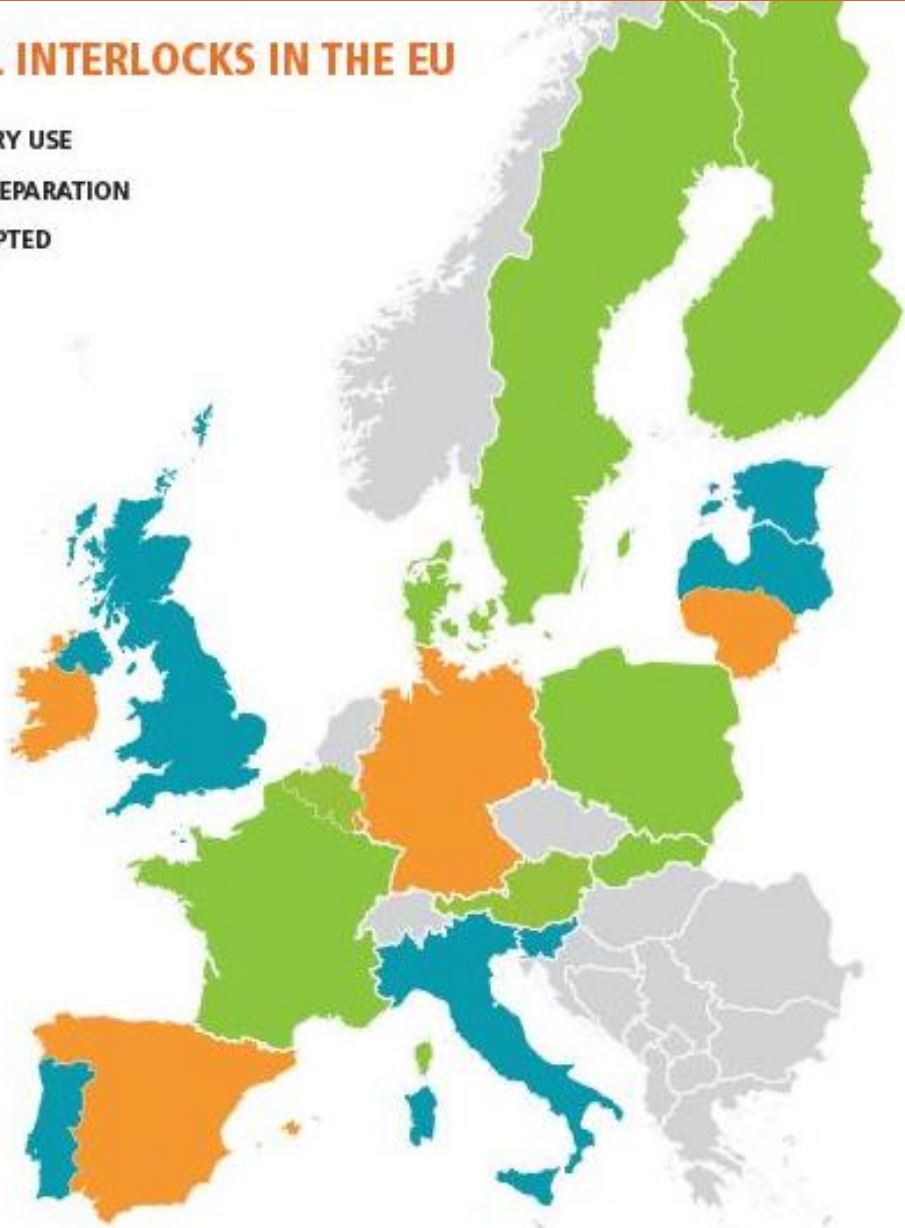 L INTERLOCKS IN THE EU
RY USE
EPARATION
PTED